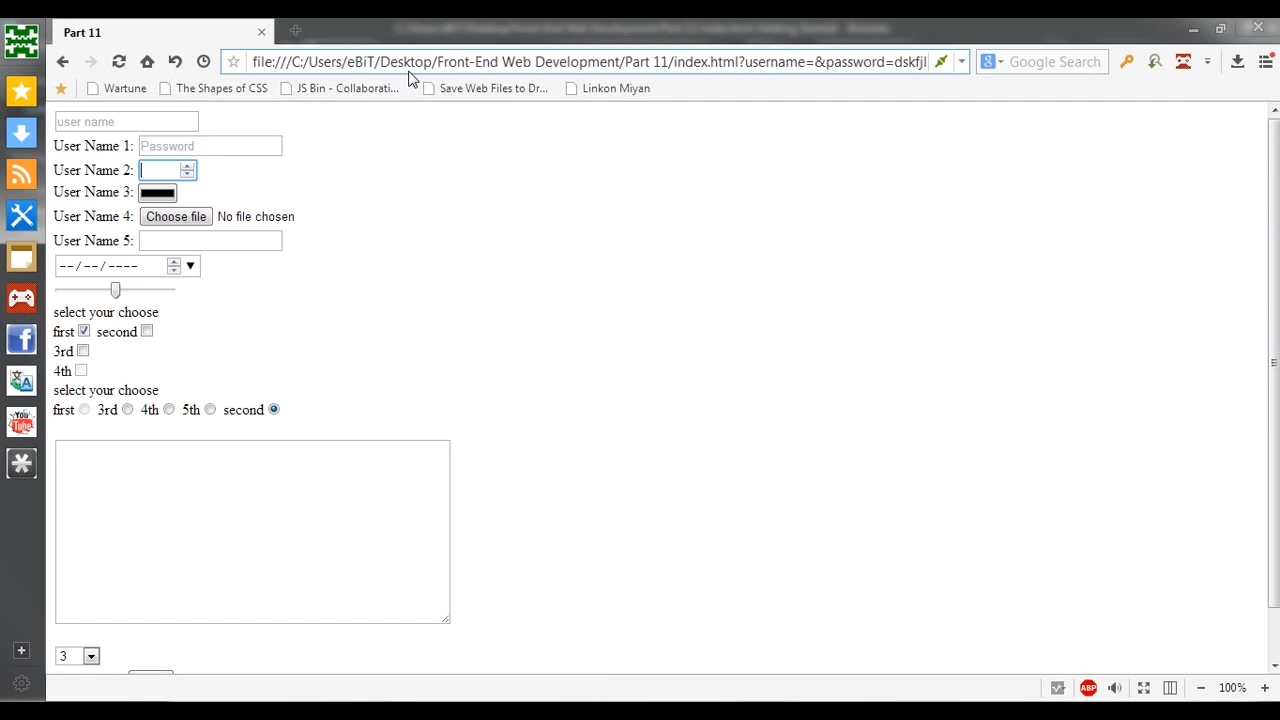 Part 11
file:///C:/Users/eBiT/Desktop/Front-End Web Development/Part 11/index.html?username=&password=dskfjl
Google Search
Wartune The Shapes of CSS JS Bin - Collaborati... Save Web Files to Dr... Linkon Miyan
user name
User Name 1: Password
User Name 2:
User Name 3:
User Name 4: Choose file No file chosen
User Name 5:
--/--/----
select your choose
first second
3rd
4th
select your choose
first 3rd 4th 5th second
3
You Tube
ABP
100%